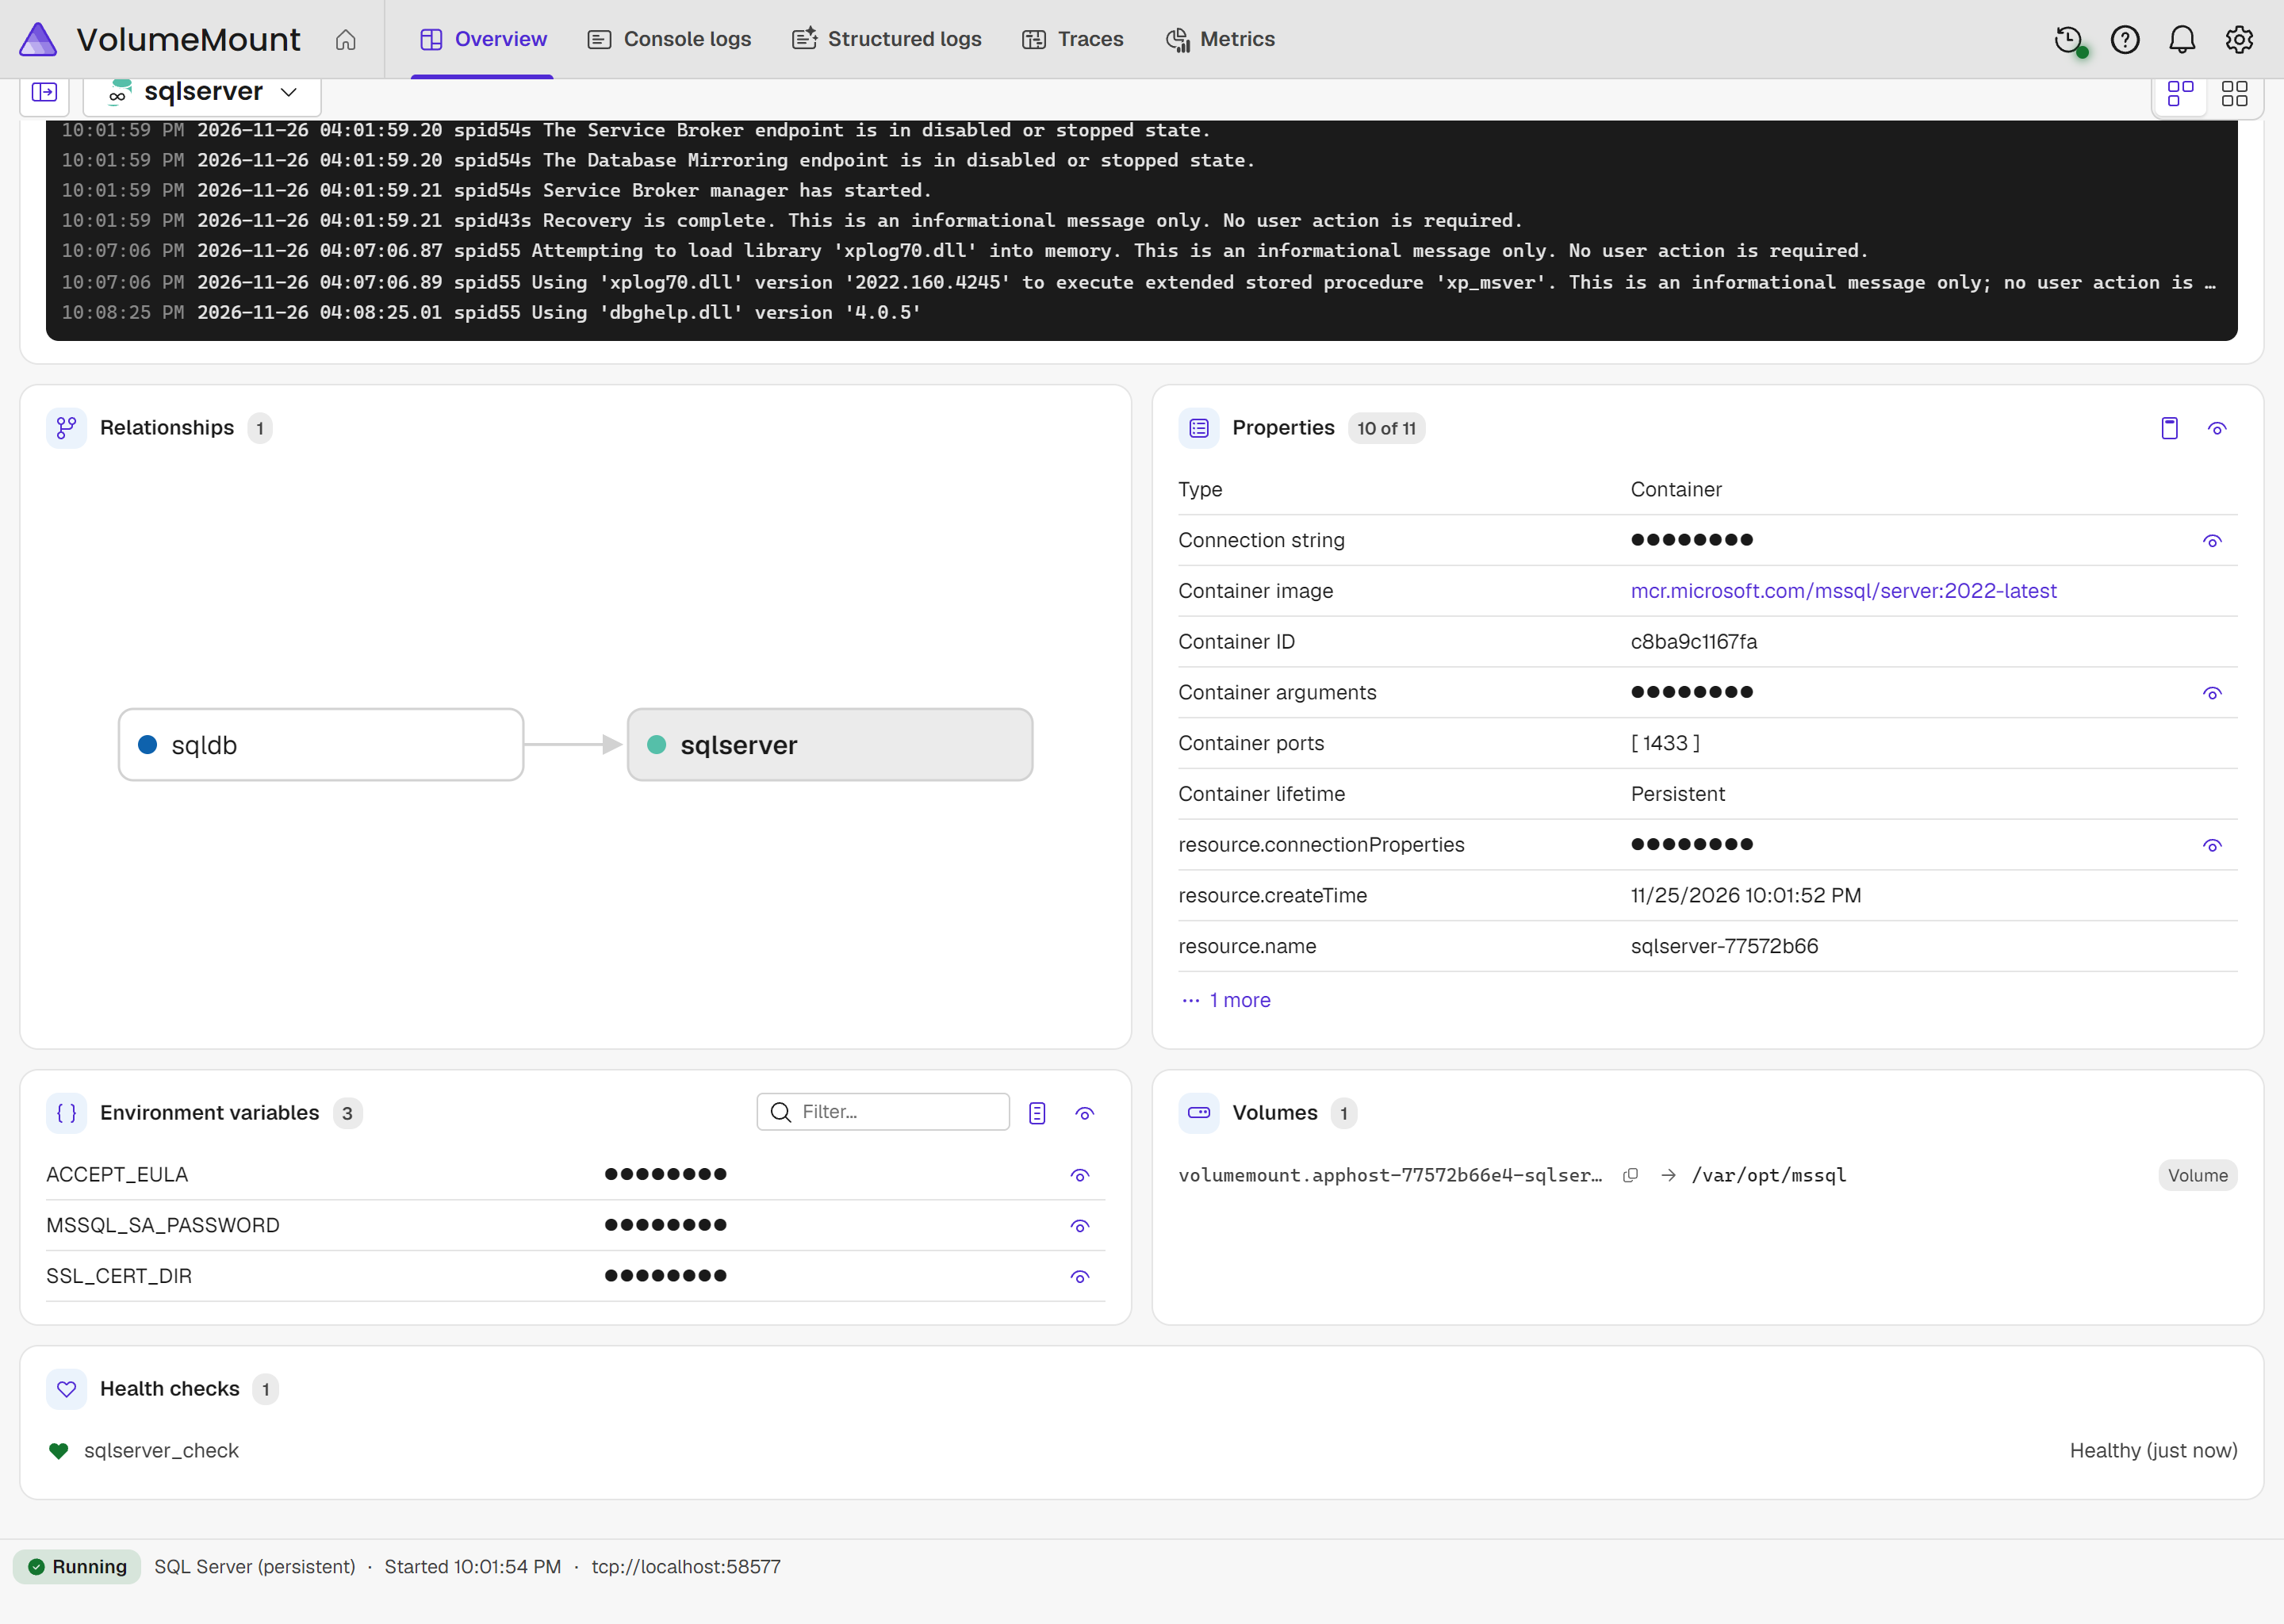 VolumeMount Overview Console logs Structured logs Traces Metrics
sqlserver
10:01:59 PM 2026-11-26 04:01:59.20 spid54s The Service Broker endpoint is in disabled or stopped state.
10:01:59 PM 2026-11-26 04:01:59.20 spid54s The Database Mirroring endpoint is in disabled or stopped state.
10:01:59 PM 2026-11-26 04:01:59.21 spid54s Service Broker manager has started.
10:01:59 PM 2026-11-26 04:01:59.21 spid43s Recovery is complete. This is an informational message only. No user action is required.
10:07:06 PM 2026-11-26 04:07:06.87 spid55 Attempting to load library 'xplog70.dll' into memory. This is an informational message only. No user action is required.
10:07:06 PM 2026-11-26 04:07:06.89 spid55 Using 'xplog70.dll' version '2022.160.4245' to execute extended stored procedure 'xp_msver'. This is an informational message only; no user action is …
10:08:25 PM 2026-11-26 04:08:25.01 spid55 Using 'dbghelp.dll' version '4.0.5'
Relationships 1
sqldb
sqlserver
Properties 10 of 11
Type Container
Connection string ●●●●●●●●
Container image mcr.microsoft.com/mssql/server:2022-latest
Container ID c8ba9c1167fa
Container arguments ●●●●●●●●
Container ports [ 1433 ]
Container lifetime Persistent
resource.connectionProperties ●●●●●●●●
resource.createTime 11/25/2026 10:01:52 PM
resource.name sqlserver-77572b66
... 1 more
Environment variables 3 Filter...
ACCEPT_EULA ●●●●●●●●
MSSQL_SA_PASSWORD ●●●●●●●●
SSL_CERT_DIR ●●●●●●●●
Volumes 1
volumemount.apphost-77572b66e4-sqlser… → /var/opt/mssql Volume
Health checks 1
sqlserver_check Healthy (just now)
Running SQL Server (persistent) · Started 10:01:54 PM · tcp://localhost:58577